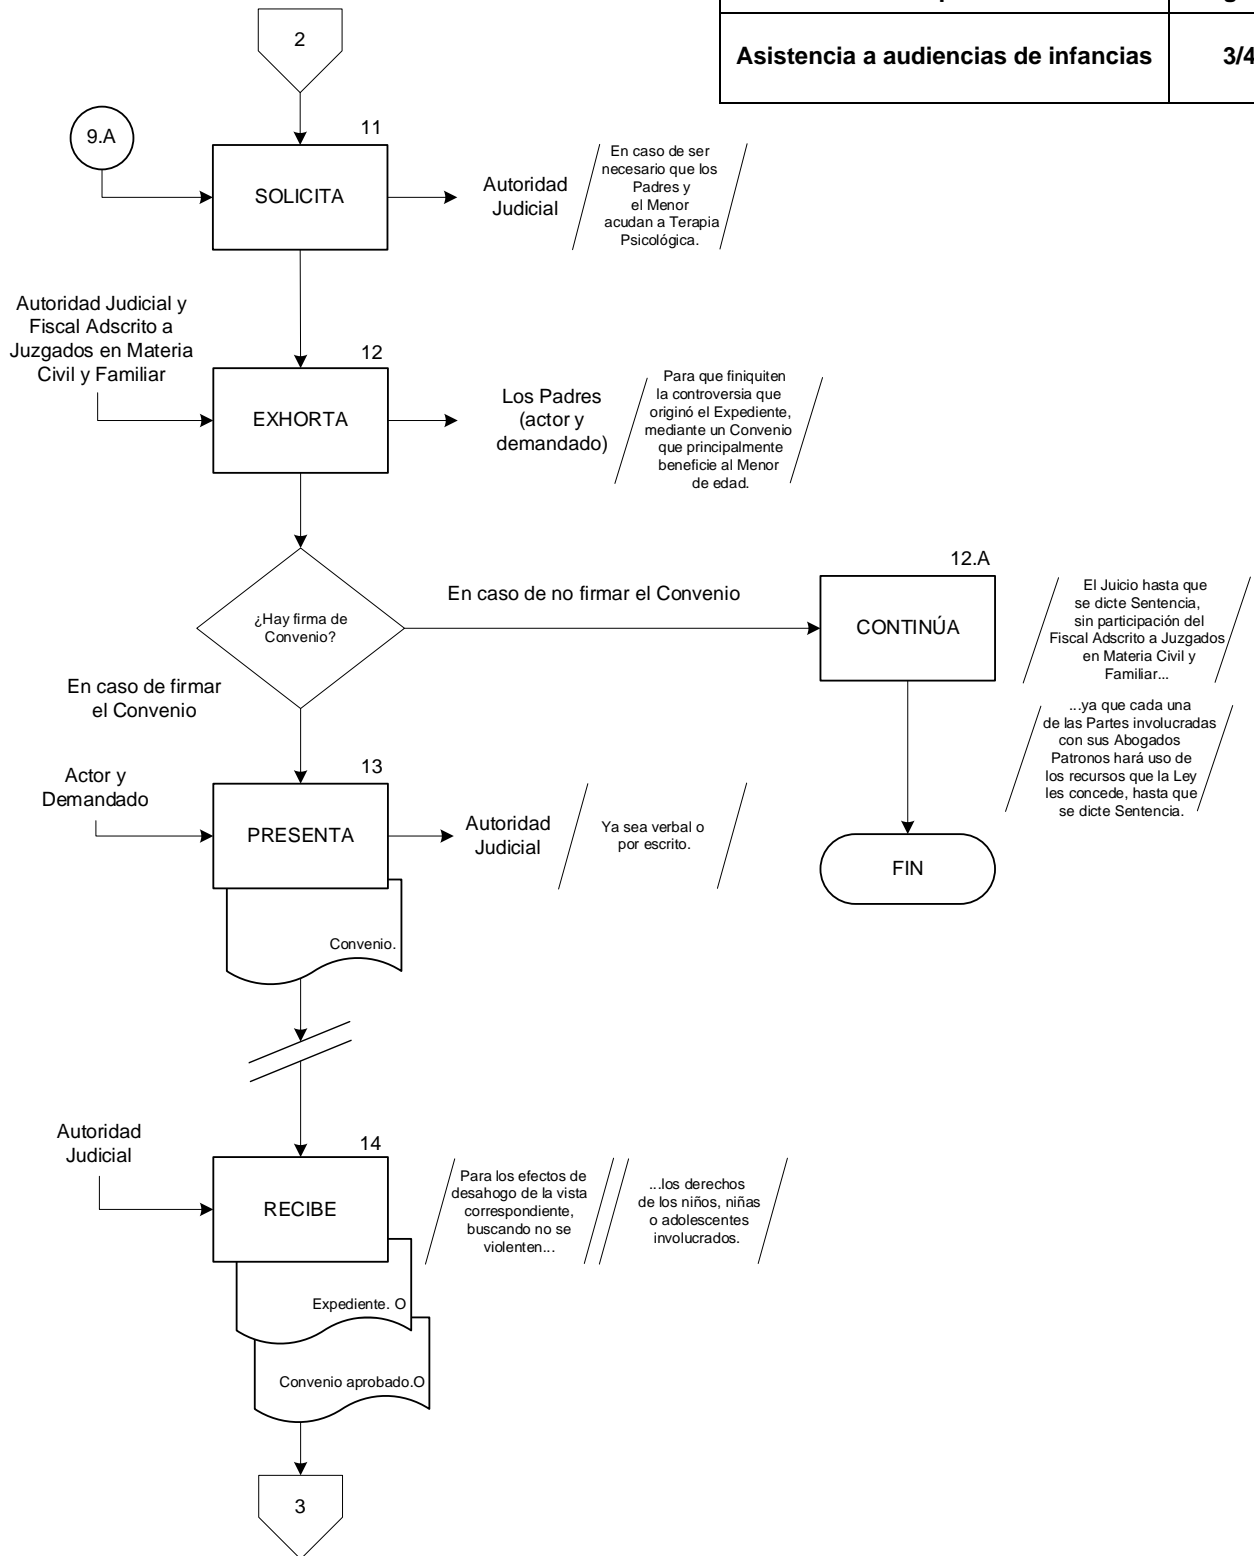 Asistencia a audiencias de infancias
3/4
2
9.A
11
SOLICITA
Autoridad
Judicial
En caso de ser
necesario que los
Padres y
el Menor
acudan a Terapia
Psicológica.
Autoridad Judicial y
Fiscal Adscrito a
Juzgados en Materia
Civil y Familiar
12
EXHORTA
Los Padres
(actor y
demandado)
Para que finiquiten
la controversia que
originó el Expediente,
mediante un Convenio
que principalmente
beneficie al Menor
de edad.
¿Hay firma de
Convenio?
En caso de no firmar el Convenio
12.A
CONTINÚA
El Juicio hasta que
se dicte Sentencia,
sin participación del
Fiscal Adscrito a Juzgados
en Materia Civil y
Familiar...
...ya que cada una
de las Partes involucradas
con sus Abogados
Patronos hará uso de
los recursos que la Ley
les concede, hasta que
se dicte Sentencia.
FIN
En caso de firmar
el Convenio
Actor y
Demandado
13
PRESENTA
Autoridad
Judicial
Ya sea verbal o
por escrito.
Convenio.
Autoridad
Judicial
14
RECIBE
Para los efectos de
desahogo de la vista
correspondiente,
buscando no se
violenten...
...los derechos
de los niños, niñas
o adolescentes
involucrados.
Expediente. O
Convenio aprobado.O
3